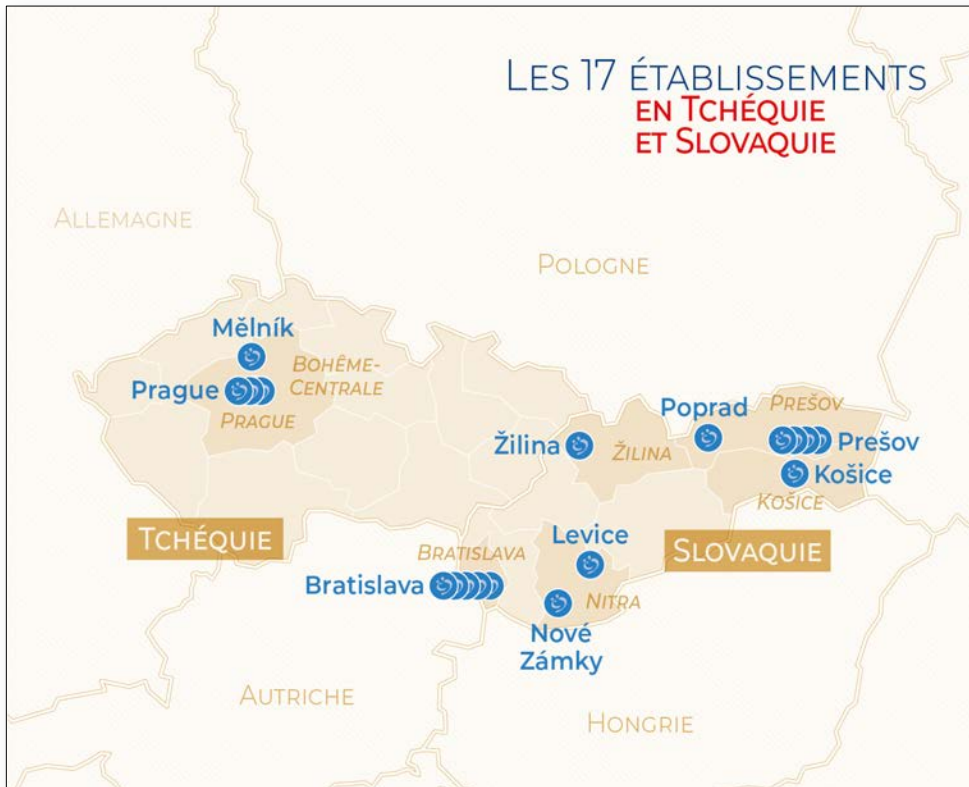 LES 17 ÉTABLISSEMENTS
EN TCHÉQUIE
ET SLOVAQUIE
ALLEMAGNE
POLOGNE
Mělník
BOHÊME-
CENTRALE
Prague
PRAGUE
Poprad
PREŠOV
Žilina
ŽILINA
Prešov
Košice
KOŠICE
TCHÉQUIE
SLOVAQUIE
Levice
BRATISLAVA
Bratislava
NITRA
Nové
Zámky
AUTRICHE
HONGRIE